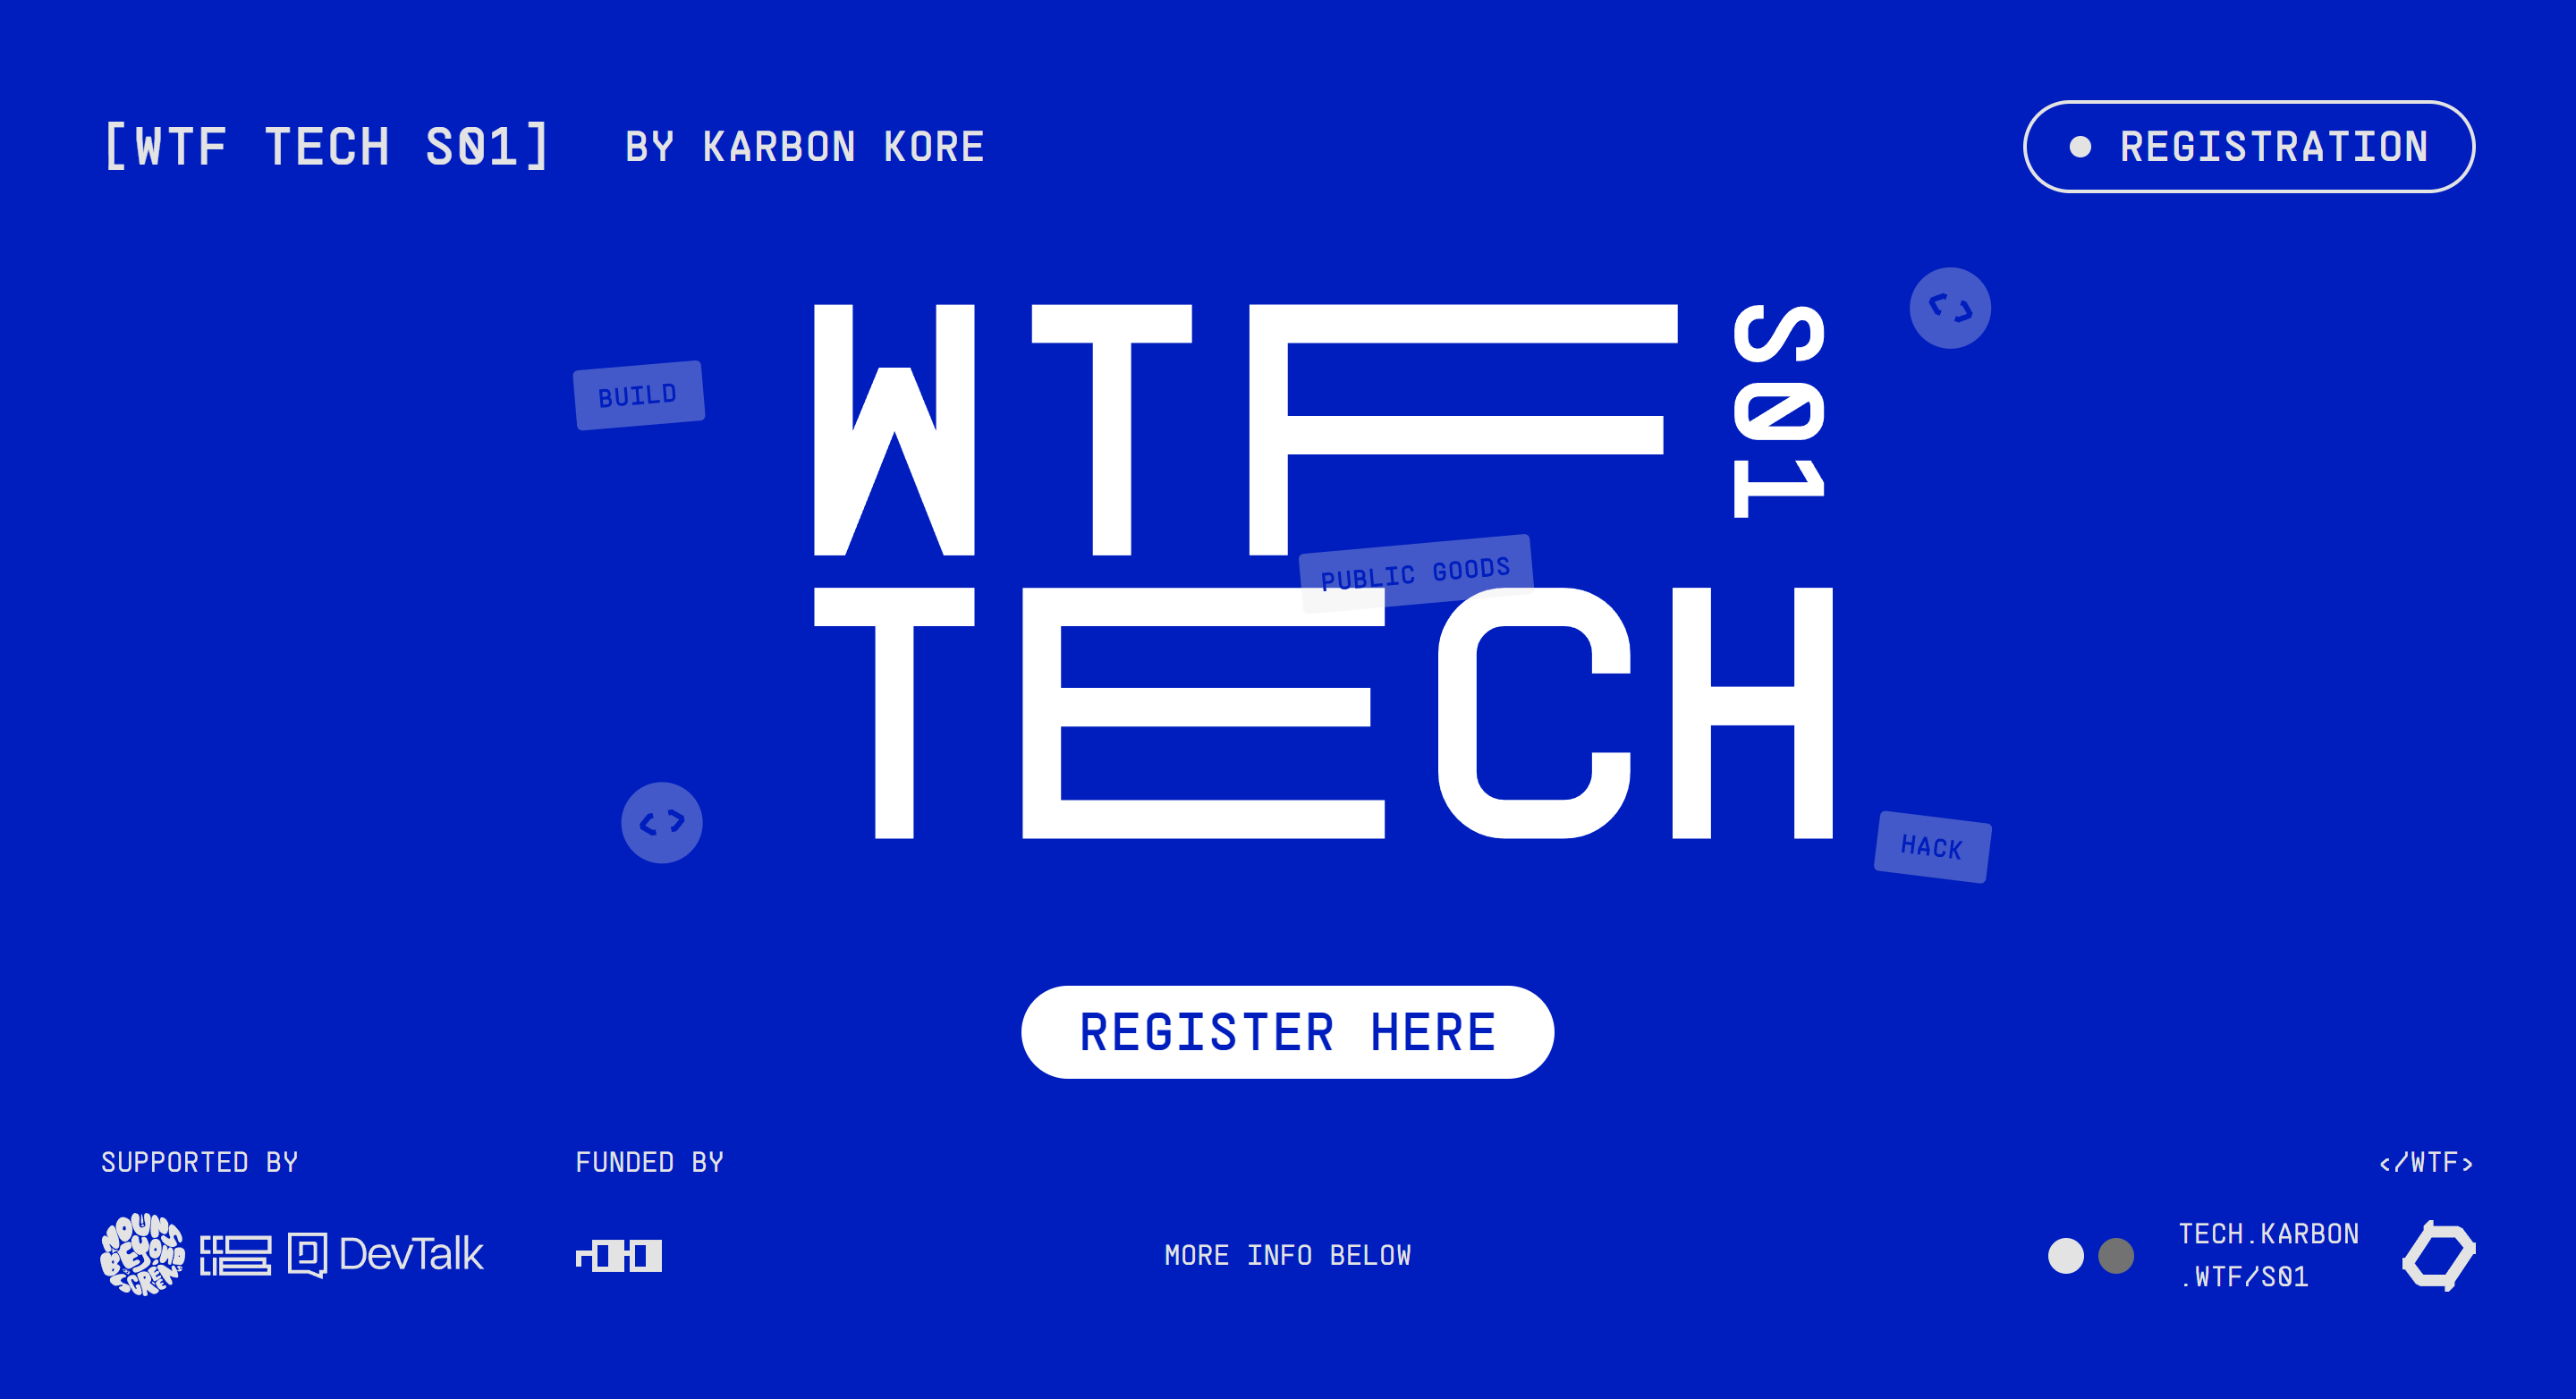 [WTF TECH S01]
BY KARBON KORE
REGISTRATION
WTF
S01
< >
BUILD
PUBLIC GOODS
TECH
< >
HACK
REGISTER HERE
SUPPORTED BY
FUNDED BY
</WTF>
NOUNS
BEYOND
SCREENS
DevTalk
MORE INFO BELOW
TECH.KARBON
.WTF/S01